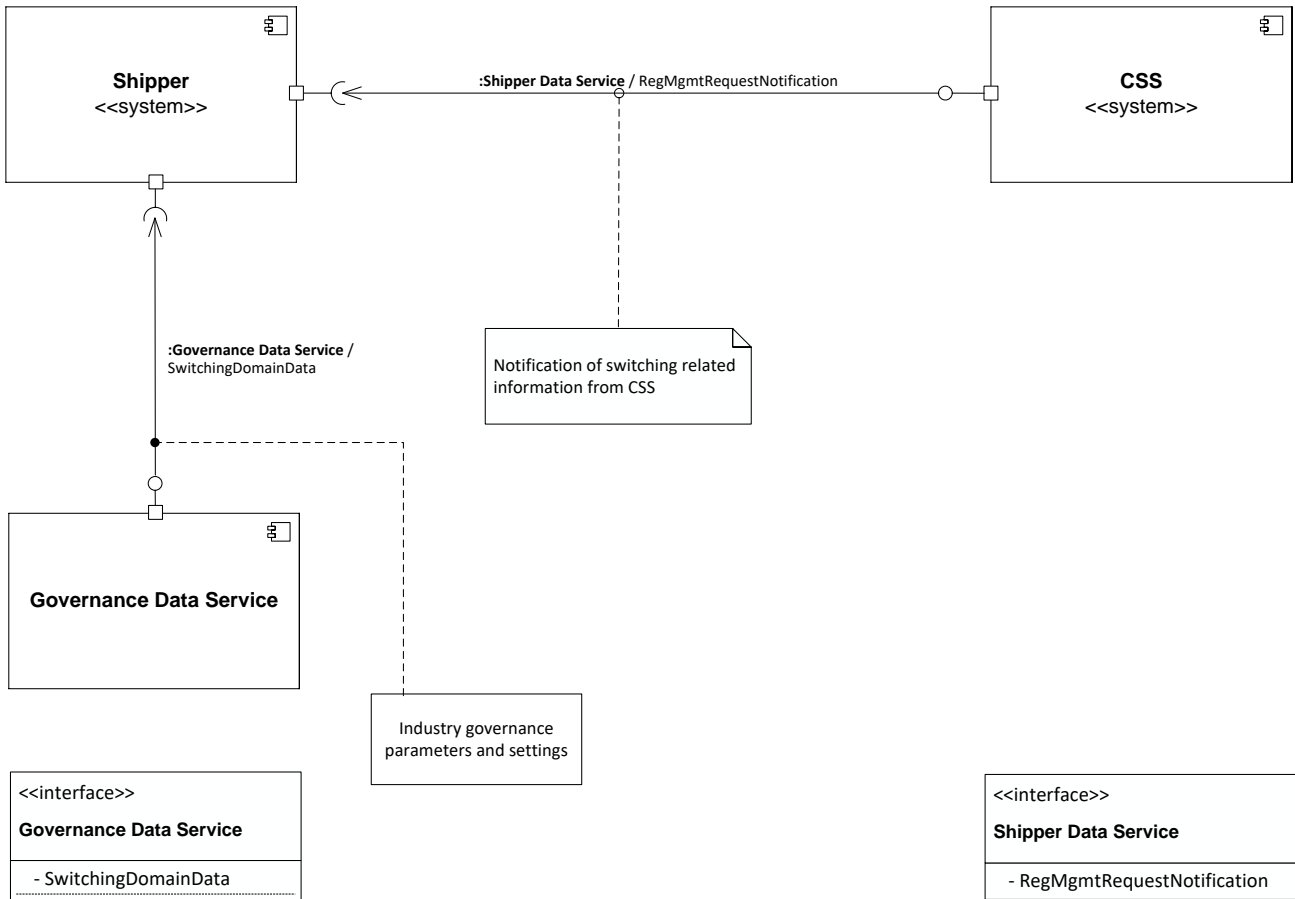 Shipper
<<system>>
:Shipper Data Service / RegMgmtRequestNotification
CSS
<<system>>
:Governance Data Service /
SwitchingDomainData
Notification of switching related
information from CSS
Governance Data Service
Industry governance
parameters and settings
<<interface>>
Governance Data Service
- SwitchingDomainData
<<interface>>
Shipper Data Service
- RegMgmtRequestNotification